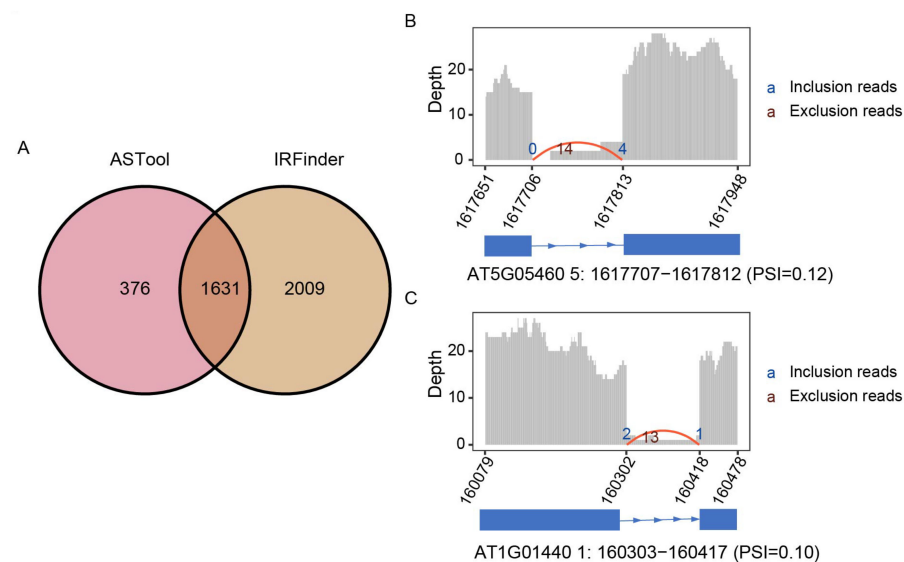 A
ASTool
IRFinder
376
1631
2009
B
Depth
20
10
0
0
14
4
a Inclusion reads
a Exclusion reads
1617651
1617706
1617813
1617948
AT5G05460 5: 1617707−1617812 (PSI=0.12)
C
Depth
20
10
0
2
13
1
a Inclusion reads
a Exclusion reads
160079
160302
160418
160478
AT1G01440 1: 160303−160417 (PSI=0.10)